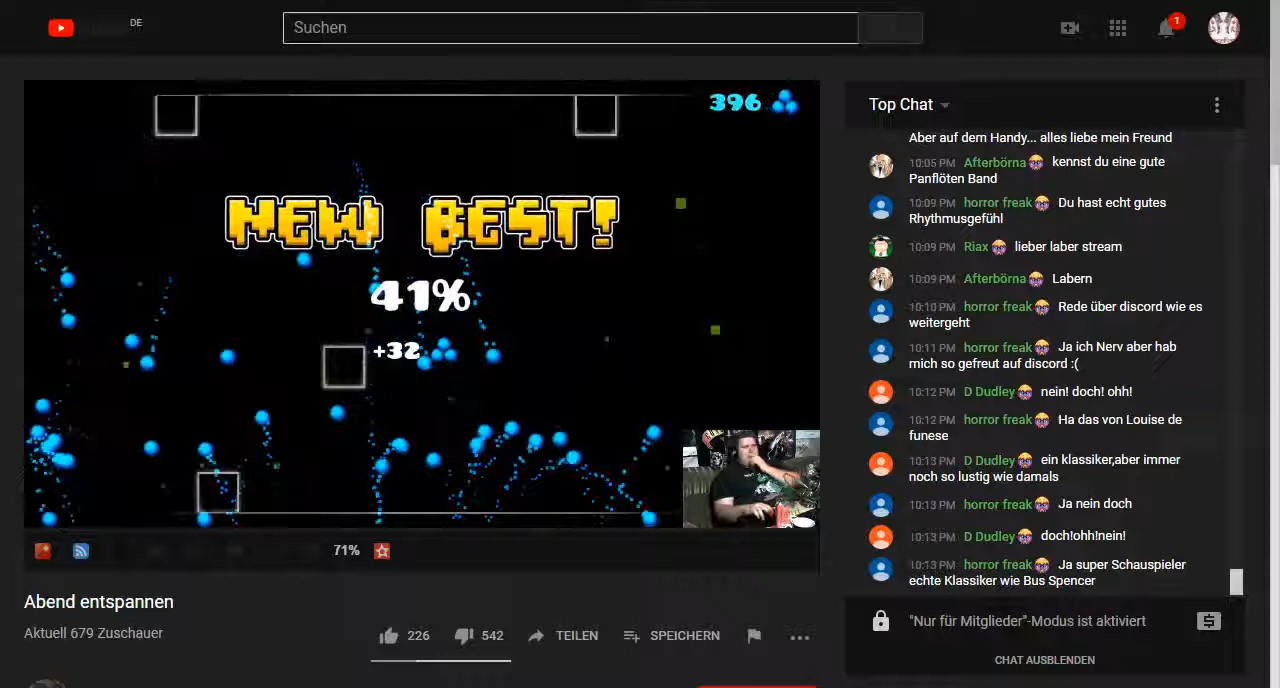 DE
Suchen
1
396
NEW BEST!
41%
+32
71%
Abend entspannen
Aktuell 679 Zuschauer
226
542
TEILEN
SPEICHERN
Top Chat
Aber auf dem Handy... alles liebe mein Freund
10:05 PM Afterbörna kennst du eine gute
Panflöten Band
10:09 PM horror freak Du hast echt gutes
Rhythmusgefühl
10:09 PM Riax lieber laber stream
10:09 PM Afterbörna Labern
10:10 PM horror freak Rede über discord wie es
weitergeht
10:11 PM horror freak Ja ich Nerv aber hab
mich so gefreut auf discord :(
10:12 PM D Dudley nein! doch! ohh!
10:12 PM horror freak Ha das von Louise de
funese
10:13 PM D Dudley ein klassiker,aber immer
noch so lustig wie damals
10:13 PM horror freak Ja nein doch
10:13 PM D Dudley doch!ohh!nein!
10:13 PM horror freak Ja super Schauspieler
echte Klassiker wie Bus Spencer
"Nur für Mitglieder"-Modus ist aktiviert
CHAT AUSBLENDEN